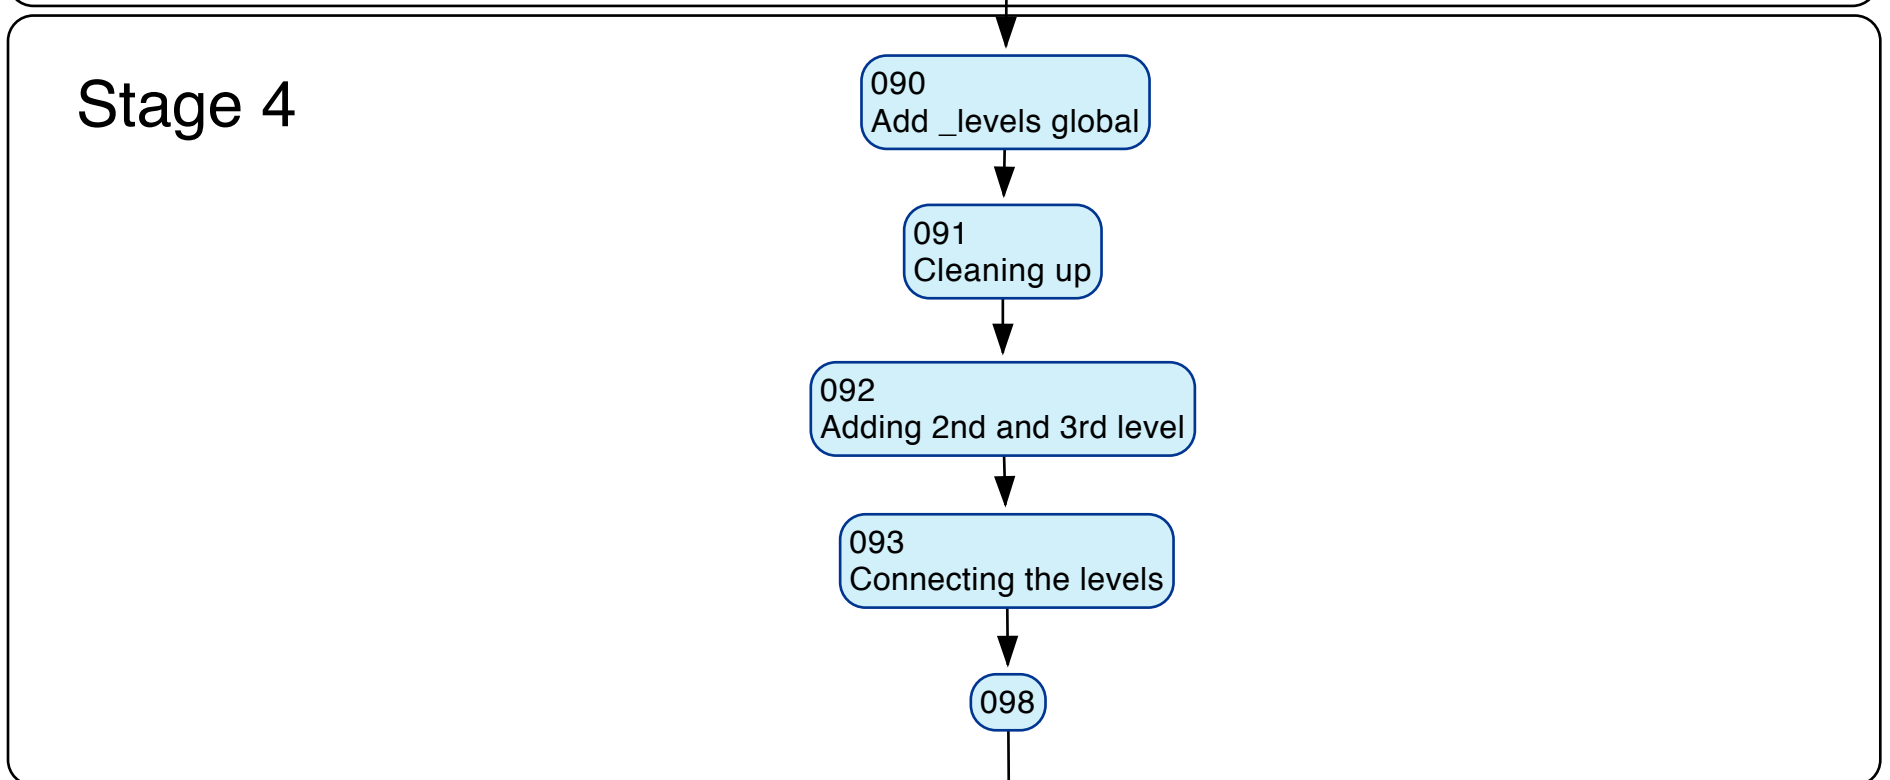 Stage 4
090
Add _levels global
091
Cleaning up
092
Adding 2nd and 3rd level
093
Connecting the levels
098